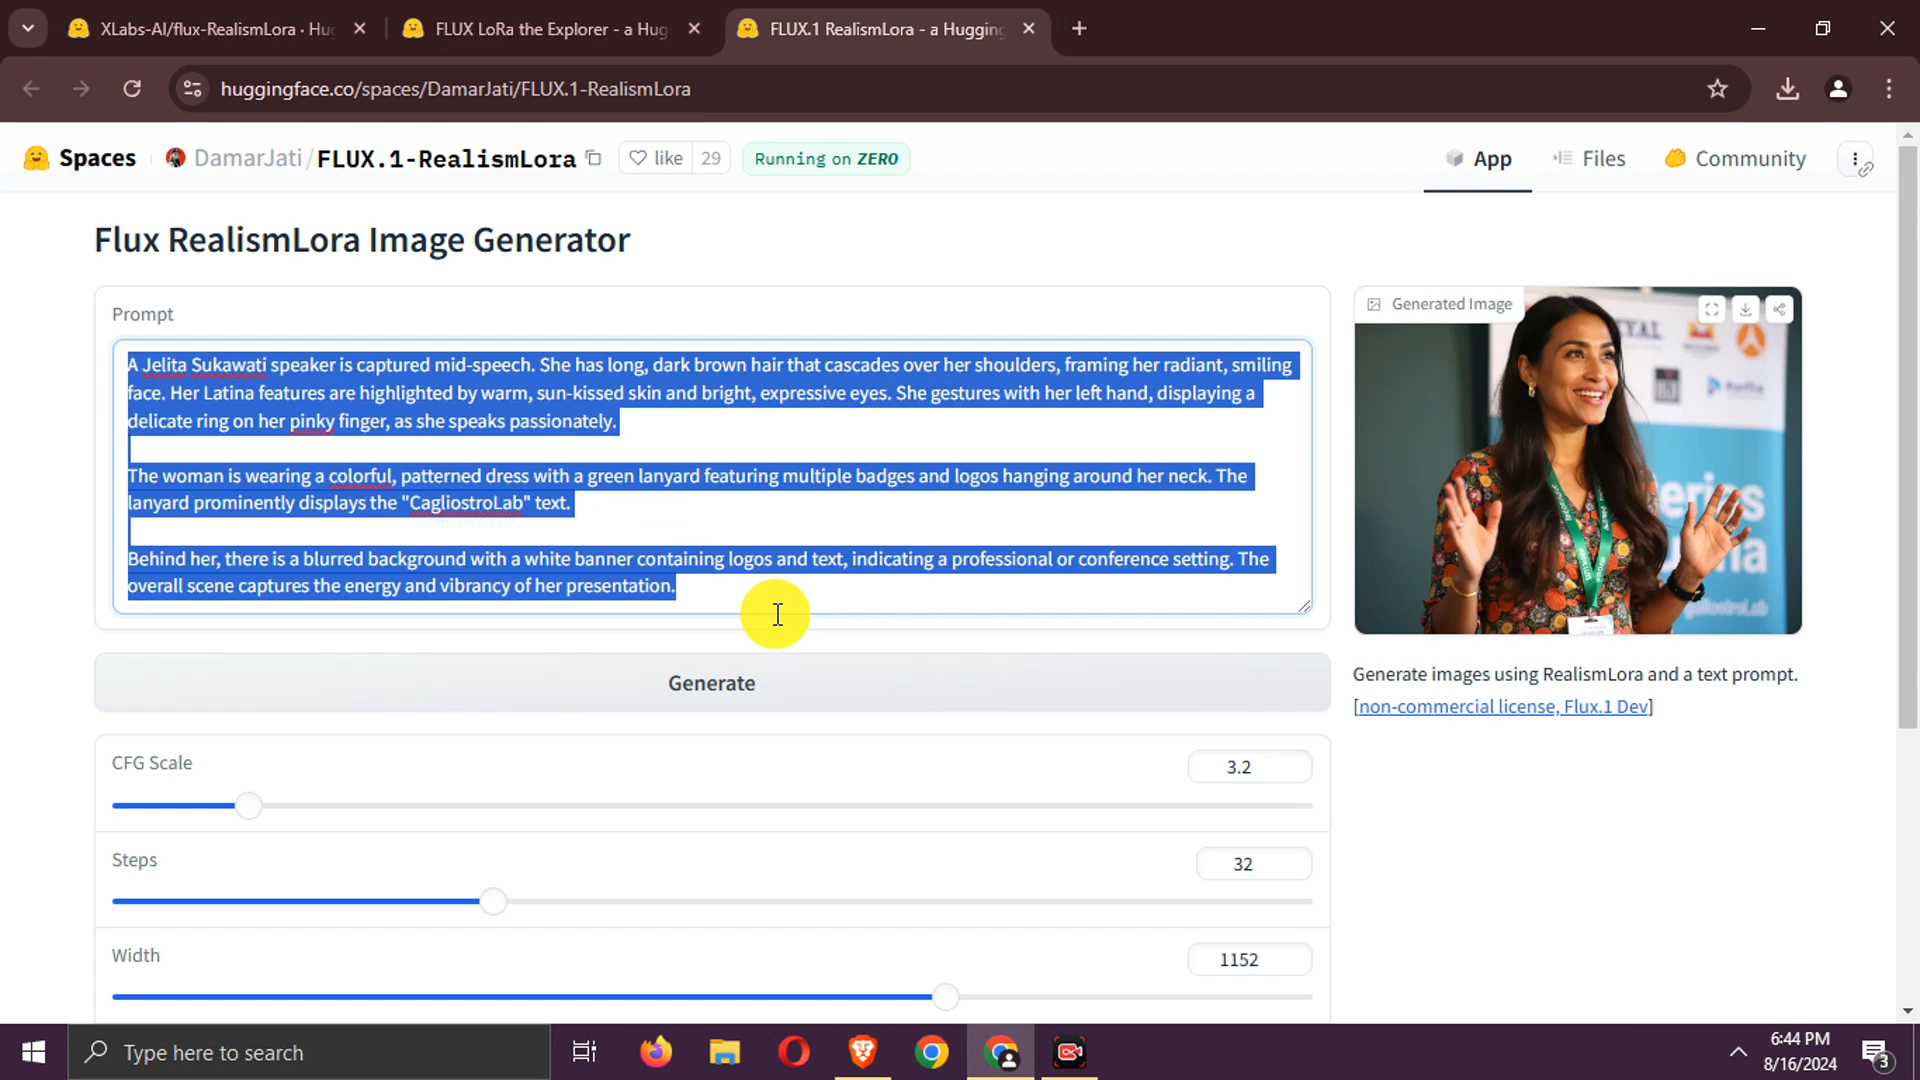 XLabs-AI/flux-RealismLora · Hug
FLUX LoRa the Explorer - a Hug
FLUX.1 RealismLora - a Hugging
huggingface.co/spaces/DamarJati/FLUX.1-RealismLora
Spaces DamarJati/FLUX.1-RealismLora like 29 Running on ZERO App Files Community
Flux RealismLora Image Generator
Prompt
A Jelita Sukawati speaker is captured mid-speech. She has long, dark brown hair that cascades over her shoulders, framing her radiant, smiling
face. Her Latina features are highlighted by warm, sun-kissed skin and bright, expressive eyes. She gestures with her left hand, displaying a
delicate ring on her pinky finger, as she speaks passionately.
The woman is wearing a colorful, patterned dress with a green lanyard featuring multiple badges and logos hanging around her neck. The
lanyard prominently displays the "CagliostroLab" text.
Behind her, there is a blurred background with a white banner containing logos and text, indicating a professional or conference setting. The
overall scene captures the energy and vibrancy of her presentation.
Generate
Generated Image
Generate images using RealismLora and a text prompt.
[non-commercial license, Flux.1 Dev]
CFG Scale
3.2
Steps
32
Width
1152
Type here to search
6:44 PM
8/16/2024
3